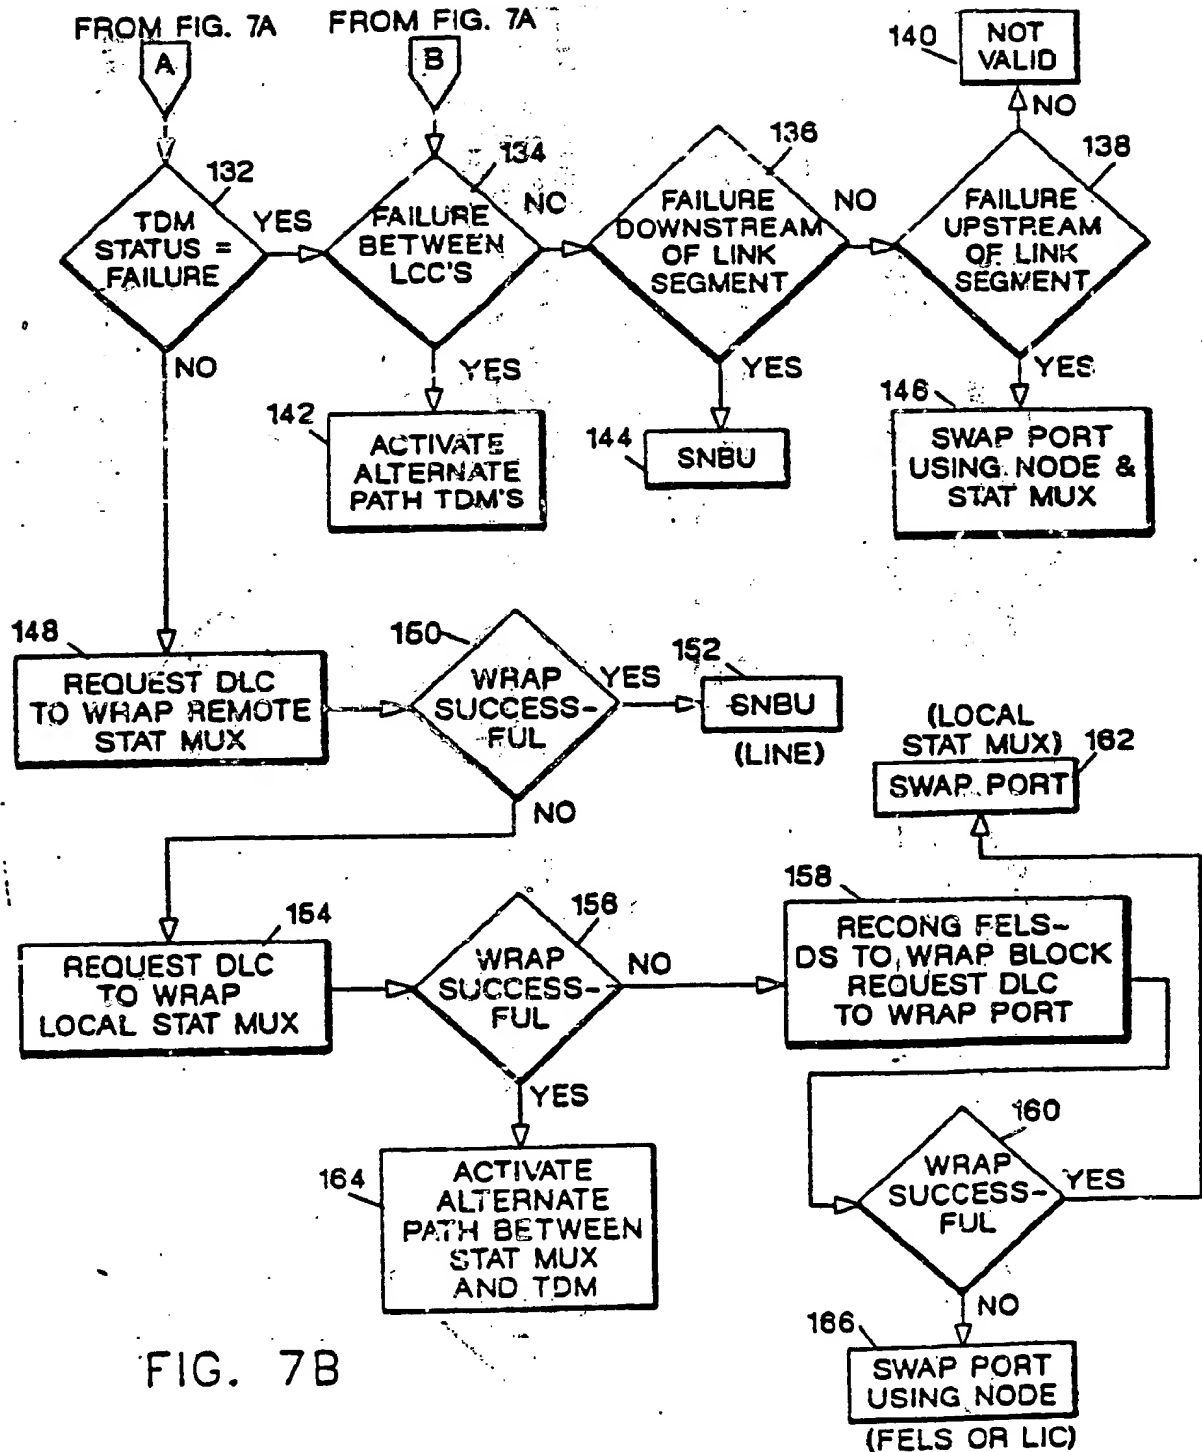 FROM FIG. 7A
A
FROM FIG. 7A
B
140
NOT
VALID
NO
132
TDM
STATUS =
FAILURE
YES
NO
134
FAILURE
BETWEEN
LCC'S
NO
YES
136
FAILURE
DOWNSTREAM
OF LINK
SEGMENT
NO
YES
138
FAILURE
UPSTREAM
OF LINK
SEGMENT
YES
142
ACTIVATE
ALTERNATE
PATH TDM'S
144
SNBU
146
SWAP PORT
USING NODE &
STAT MUX
148
REQUEST DLC
TO WRAP REMOTE
STAT MUX
150
WRAP
SUCCESS-
FUL
YES
NO
152
SNBU
(LINE)
(LOCAL
STAT MUX)
162
SWAP PORT
154
REQUEST DLC
TO WRAP
LOCAL STAT MUX
156
WRAP
SUCCESS-
FUL
NO
YES
158
RECONG FELS-
DS TO WRAP BLOCK
REQUEST DLC
TO WRAP PORT
160
WRAP
SUCCESS-
FUL
YES
NO
164
ACTIVATE
ALTERNATE
PATH BETWEEN
STAT MUX
AND TDM
166
SWAP PORT
USING NODE
(FELS OR LIC)
FIG. 7B